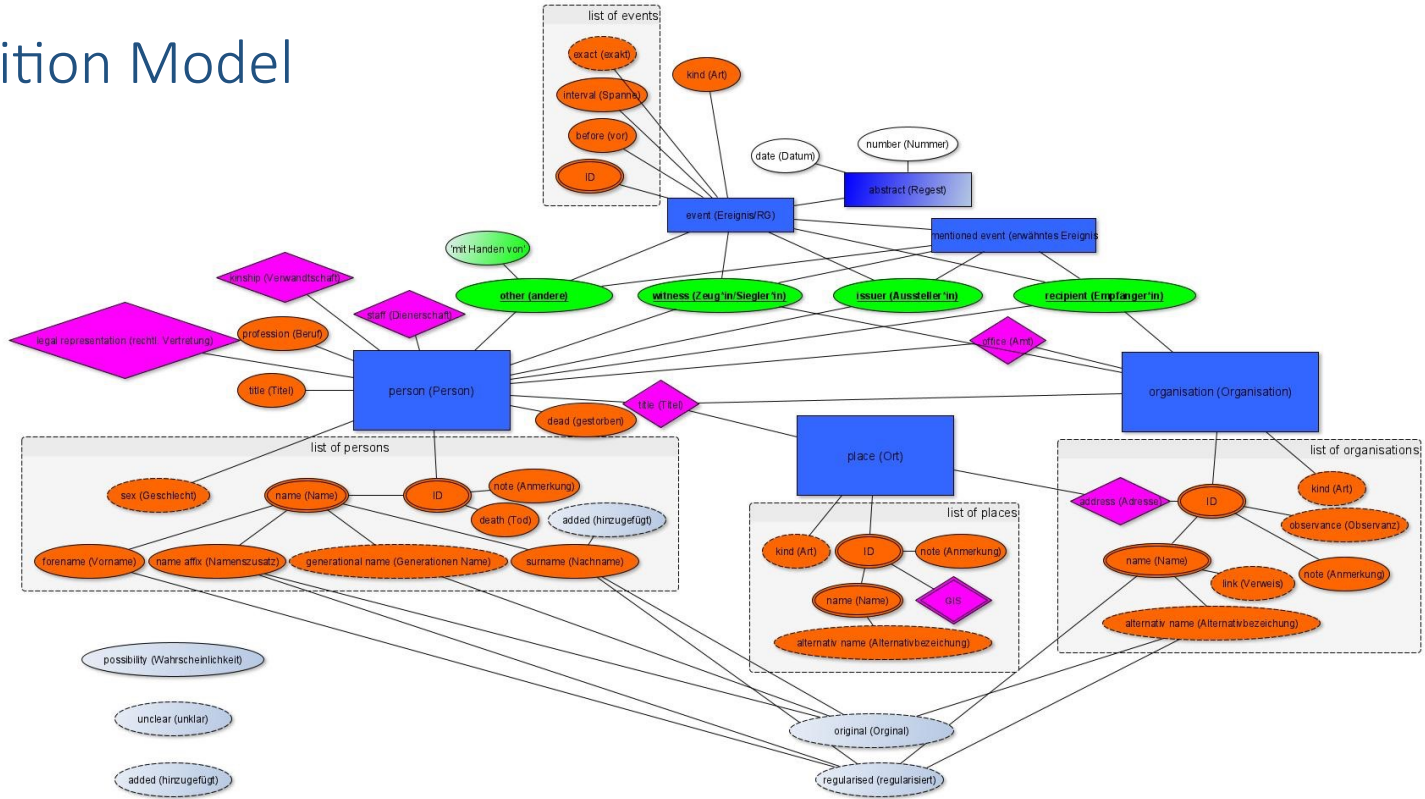 ition Model
list of events
exact (exakt)
kind (Art)
interval (Spanne)
before (vor)
number (Nummer)
date (Datum)
ID
abstract (Regest)
event (Ereignis/RG)
mentioned event (erwähntes Ereignis
'mit Handen von'
kinship (Verwandtschaft)
other (andere)
witness (Zeug*in/Siegler*in)
issuer (Aussteller*in)
recipient (Empfänger*in)
staff (Dienerschaft)
profession (Beruf)
legal representation (rechtl. Vertretung)
office (Amt)
person (Person)
title (Titel)
organisation (Organisation)
title (Titel)
dead (gestorben)
list of persons
place (Ort)
list of organisations
sex (Geschlecht)
name (Name)
ID
note (Anmerkung)
kind (Art)
address (Adresse)
ID
death (Tod)
added (hinzugefügt)
list of places
observance (Observanz)
forename (Vorname)
name affix (Namenszusatz)
generational name (Generationen Name)
surname (Nachname)
kind (Art)
ID
note (Anmerkung)
name (Name)
link (Verweis)
note (Anmerkung)
name (Name)
GIS
alternativ name (Alternativbezeichung)
alternativ name (Alternativbezeichung)
possibility (Wahrscheinlichkeit)
unclear (unklar)
original (Orginal)
added (hinzugefügt)
regularised (regularisiert)